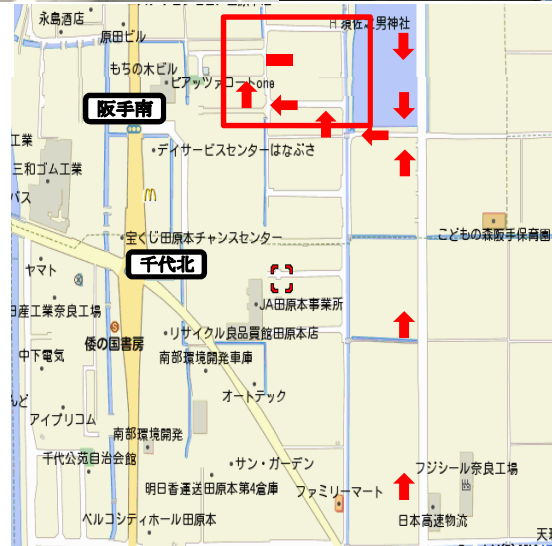 永島酒店
原田ビル
須佐之男神社
もちの木ビル
ピアッツァコートone
阪手南
工業
デイサービスセンターはなぶさ
三和ゴム工業
バス
宝くじ田原本チャンスセンター
こどもの森阪手保育園
千代北
ヤマト
JA田原本事業所
日産工業奈良工場
倭の国書房
リサイクル良品買館田原本店
中下電気
南部環境開発車庫
オートテック
んど
アイプリコム
南部環境開発
千代公苑自治会館
サン・ガーデン
フジシール奈良工場
明日香運送田原本第4倉庫
ファミリーマート
ベルコシティホール田原本
日本高速物流
天理